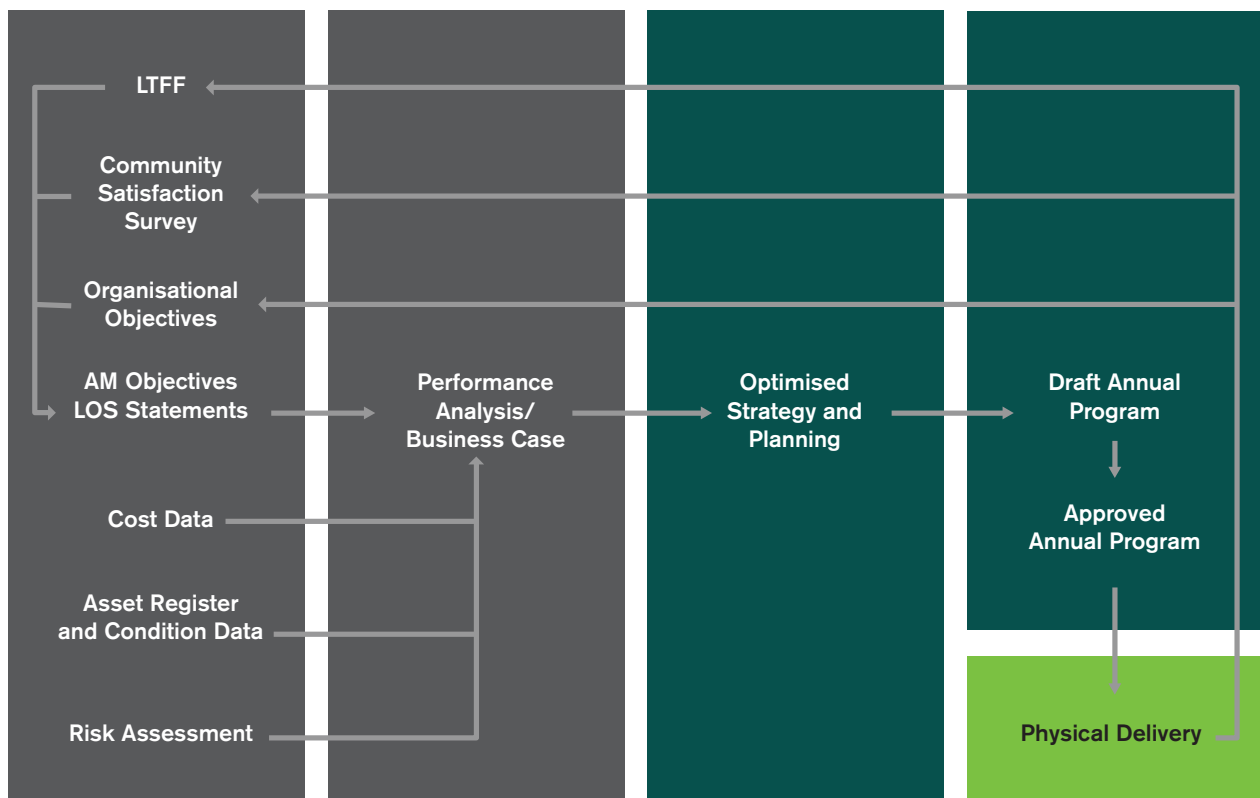 LTFF
Community
Satisfaction
Survey
Organisational
Objectives
AM Objectives
LOS Statements
Cost Data
Asset Register
and Condition Data
Risk Assessment
Performance
Analysis/
Business Case
Optimised
Strategy and
Planning
Draft Annual
Program
Approved
Annual Program
Physical Delivery